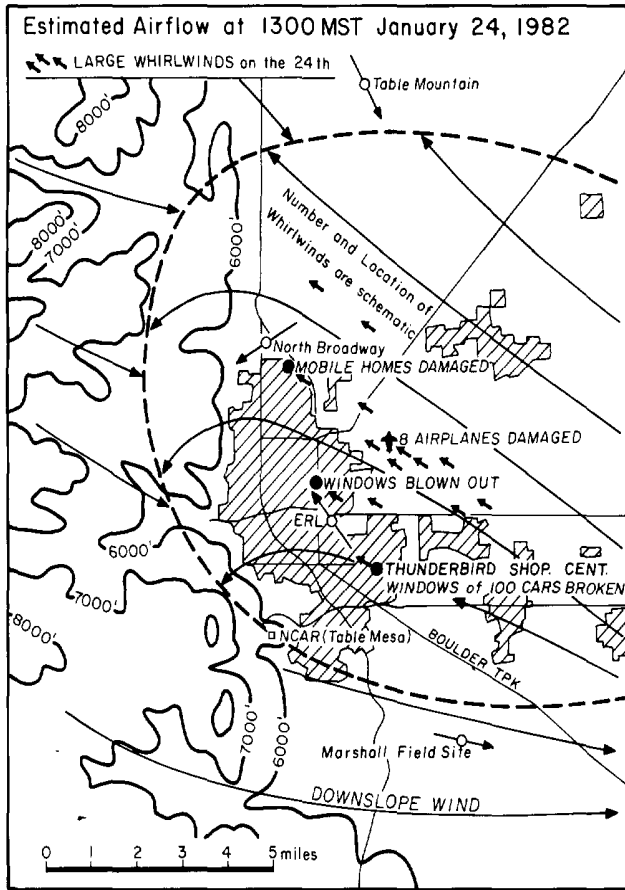 Estimated Airflow at 1300 MST January 24, 1982
LARGE WHIRLWINDS on the 24th
Table Mountain
8000'
8000'
7000'
6000'
Number and Location of
Whirlwinds are schematic
North Broadway
MOBILE HOMES DAMAGED
8 AIRPLANES DAMAGED
WINDOWS BLOWN OUT
ERL
6000'
THUNDERBIRD SHOP. CENT.
WINDOWS of 100 CARS BROKEN
7000'
8000'
NCAR (Table Mesa)
BOULDER TPK
7000'
6000'
Marshall Field Site
DOWNSLOPE WIND
0 1 2 3 4 5 miles